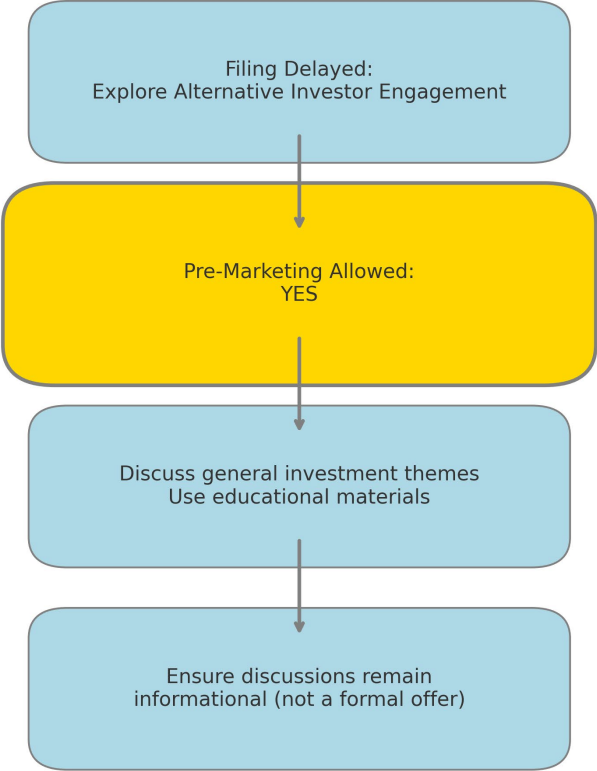 Filing Delayed:
Explore Alternative Investor Engagement
Pre-Marketing Allowed:
YES
Discuss general investment themes
Use educational materials
Ensure discussions remain
informational (not a formal offer)